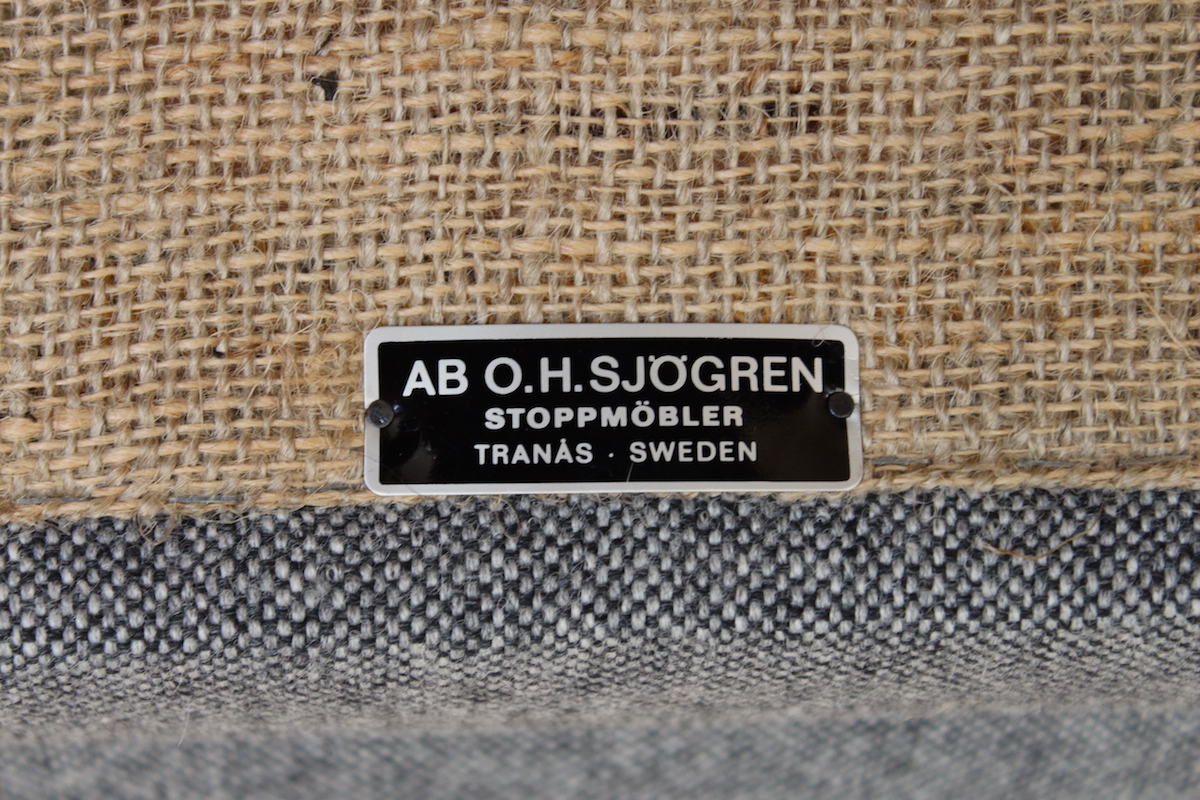 AB O.H. SJÖGREN
STOPPMÖBLER
TRANÅS · SWEDEN